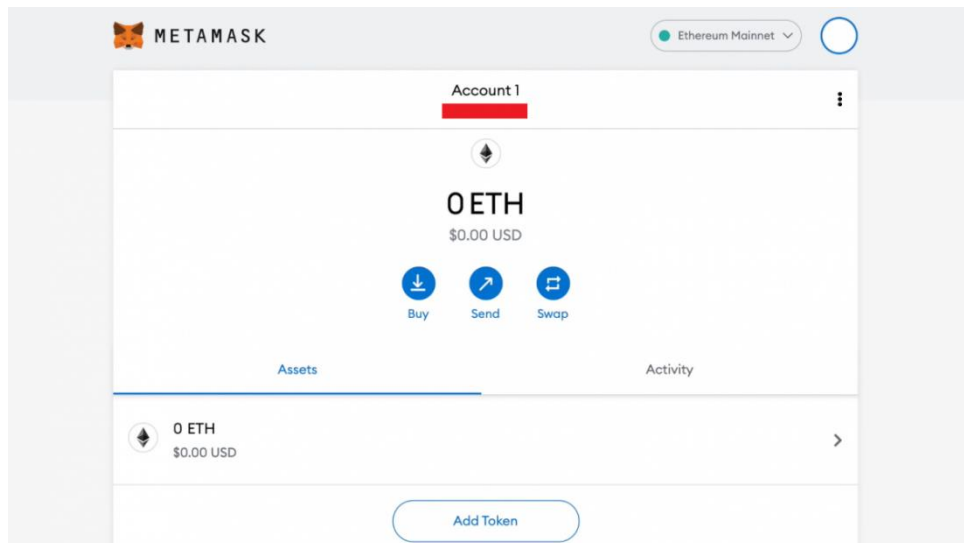 METAMASK
Ethereum Mainnet
Account 1
0 ETH
$0.00 USD
Buy Send Swap
Assets Activity
0 ETH
$0.00 USD
Add Token